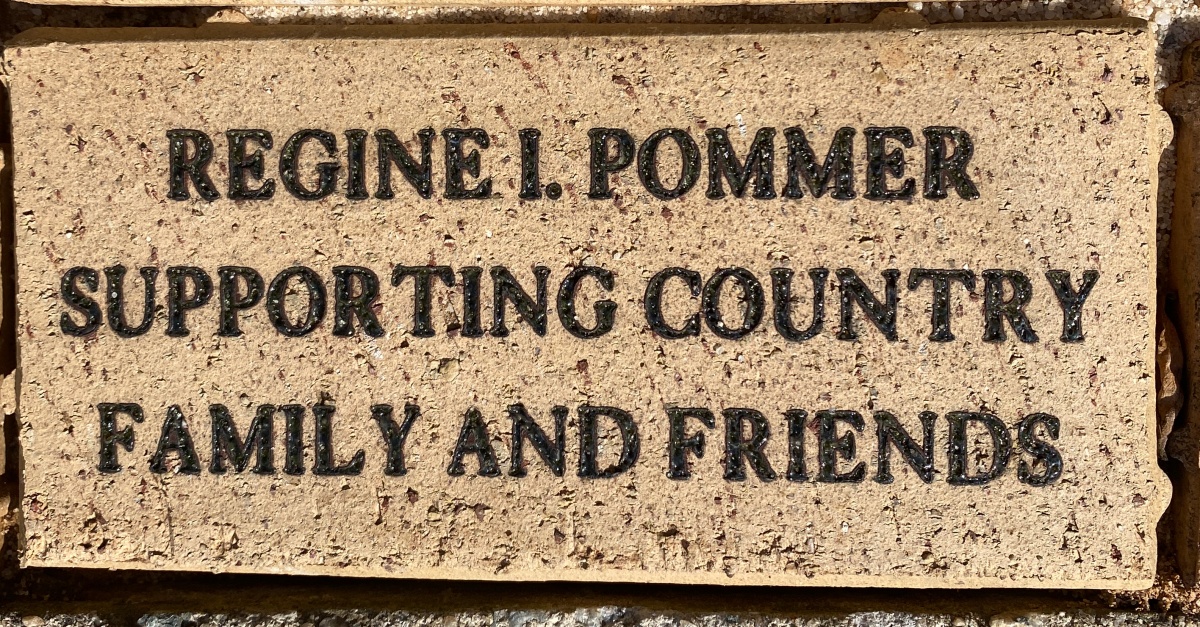 REGINE I. POMMER
SUPPORTING COUNTRY
FAMILY AND FRIENDS